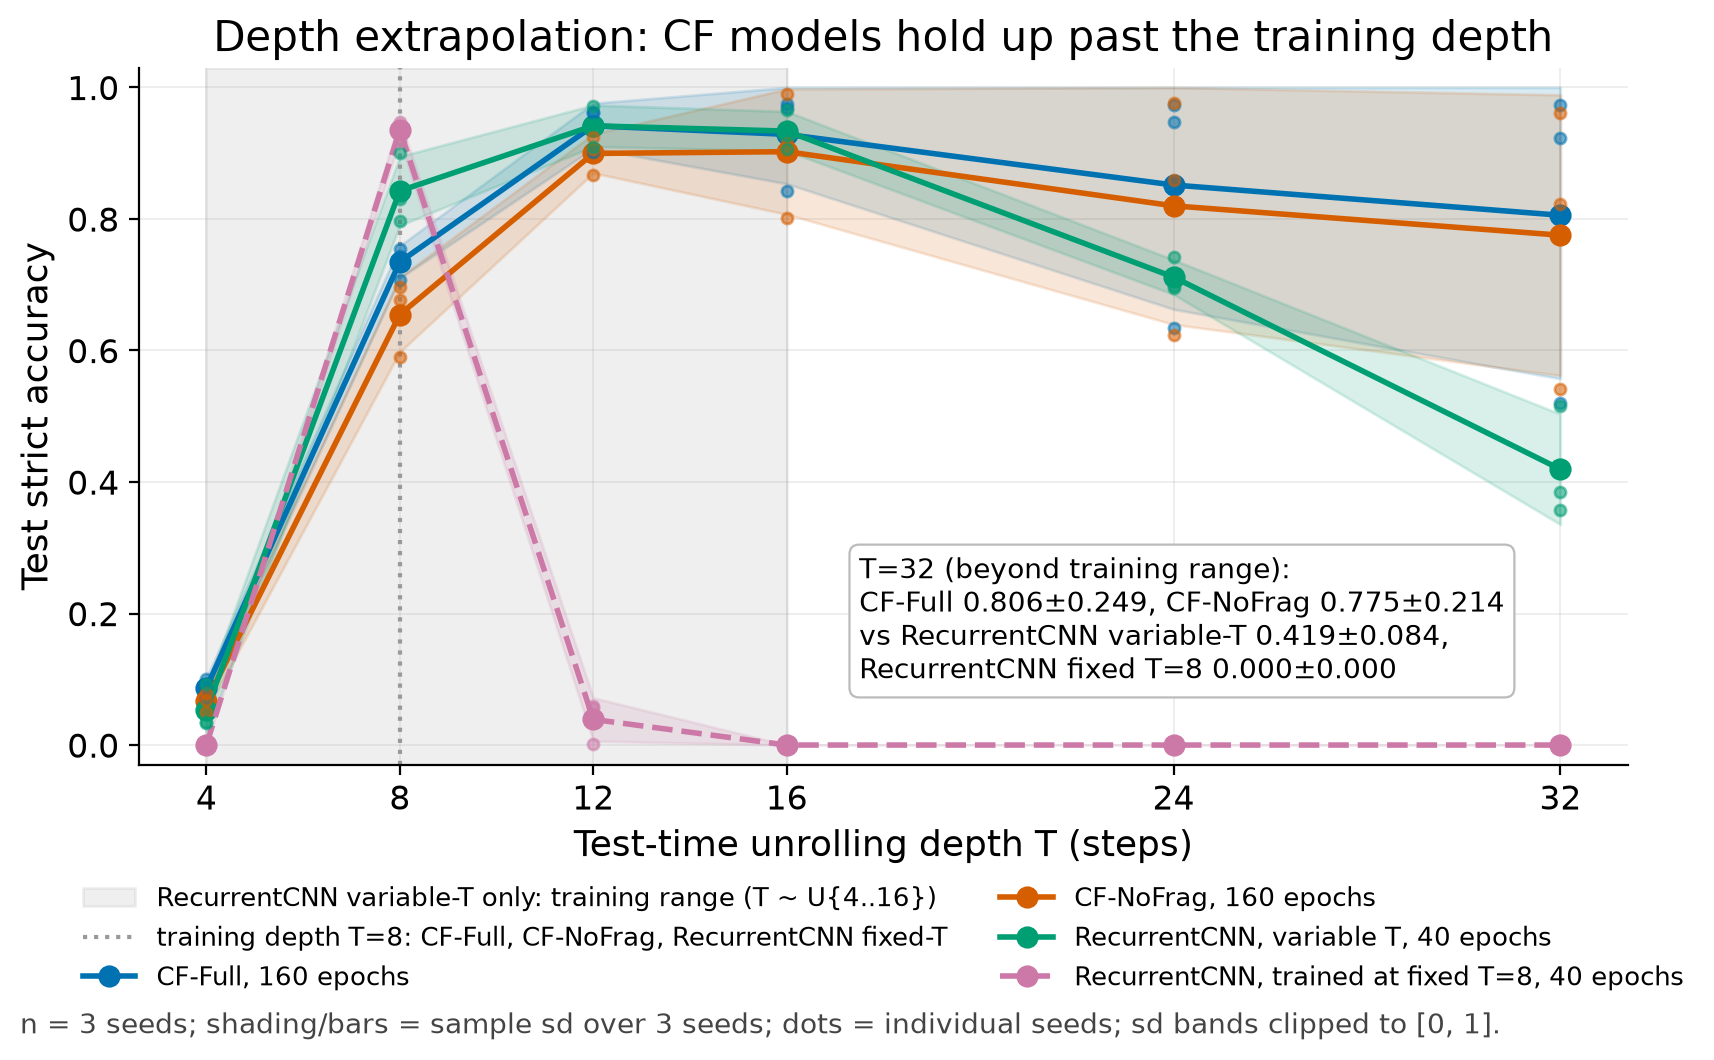 Depth extrapolation: CF models hold up past the training depth
Test strict accuracy
1.0
0.8
0.6
0.4
0.2
0.0
T=32 (beyond training range):
CF-Full 0.806±0.249, CF-NoFrag 0.775±0.214
vs RecurrentCNN variable-T 0.419±0.084,
RecurrentCNN fixed T=8 0.000±0.000
4 8 12 16 24 32
Test-time unrolling depth T (steps)
RecurrentCNN variable-T only: training range (T ~ U{4..16})
training depth T=8: CF-Full, CF-NoFrag, RecurrentCNN fixed-T
CF-Full, 160 epochs
CF-NoFrag, 160 epochs
RecurrentCNN, variable T, 40 epochs
RecurrentCNN, trained at fixed T=8, 40 epochs
n = 3 seeds; shading/bars = sample sd over 3 seeds; dots = individual seeds; sd bands clipped to [0, 1].